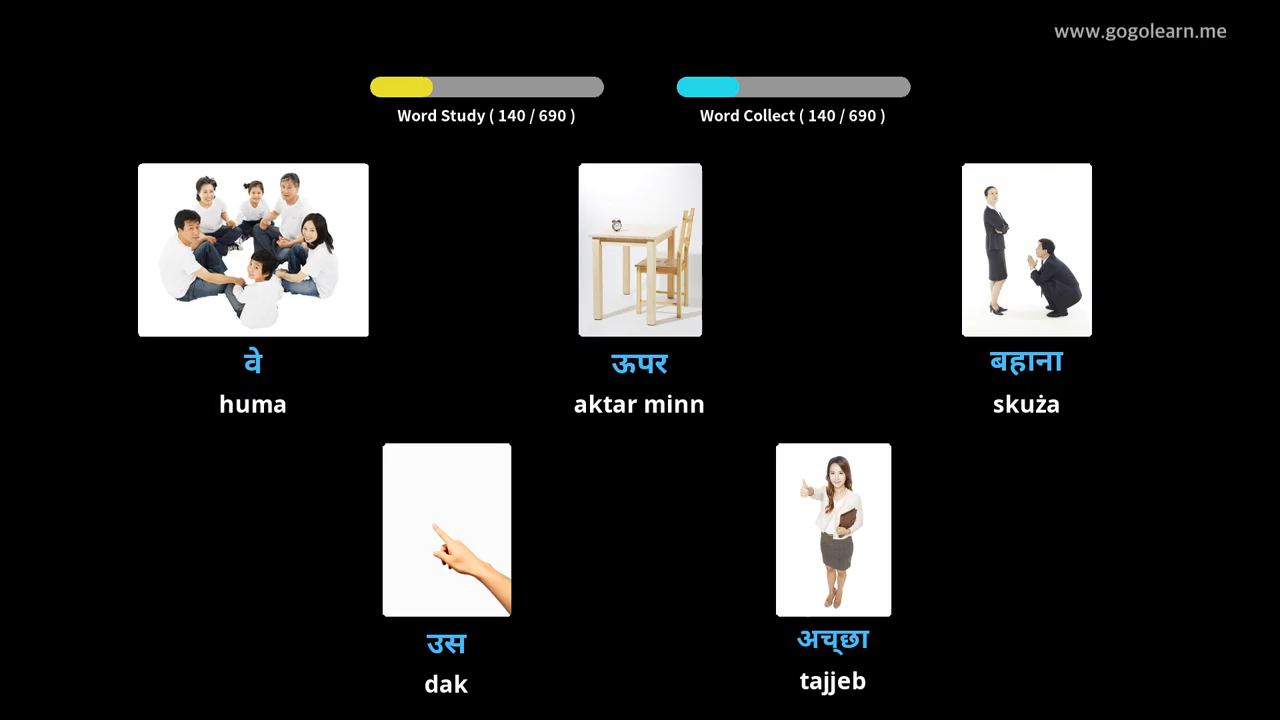 www.gogolearn.me
Word Study ( 140 / 690 )
Word Collect ( 140 / 690 )
वे
huma
ऊपर
aktar minn
बहाना
skuża
उस
dak
अच्छा
tajjeb